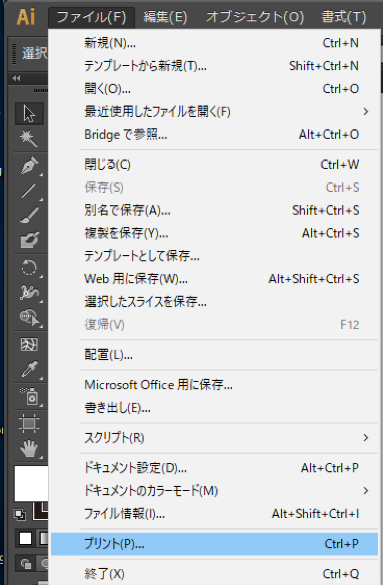 Ai ファイル(F) 編集(E) オブジェクト(O) 書式(T)
選択
新規(N)... Ctrl+N
テンプレートから新規(T)... Shift+Ctrl+N
開く(O)... Ctrl+O
最近使用したファイルを開く(F)
Bridge で参照... Alt+Ctrl+O
閉じる(C) Ctrl+W
保存(S) Ctrl+S
別名で保存(A)... Shift+Ctrl+S
複製を保存(Y)... Alt+Ctrl+S
テンプレートとして保存...
Web 用に保存(W)... Alt+Shift+Ctrl+S
選択したスライスを保存...
復帰(V) F12
配置(L)...
Microsoft Office 用に保存...
書き出し(E)...
スクリプト(R)
ドキュメント設定(D)... Alt+Ctrl+P
ドキュメントのカラーモード(M)
ファイル情報(I)... Alt+Shift+Ctrl+I
プリント(P)... Ctrl+P
終了(X) Ctrl+Q